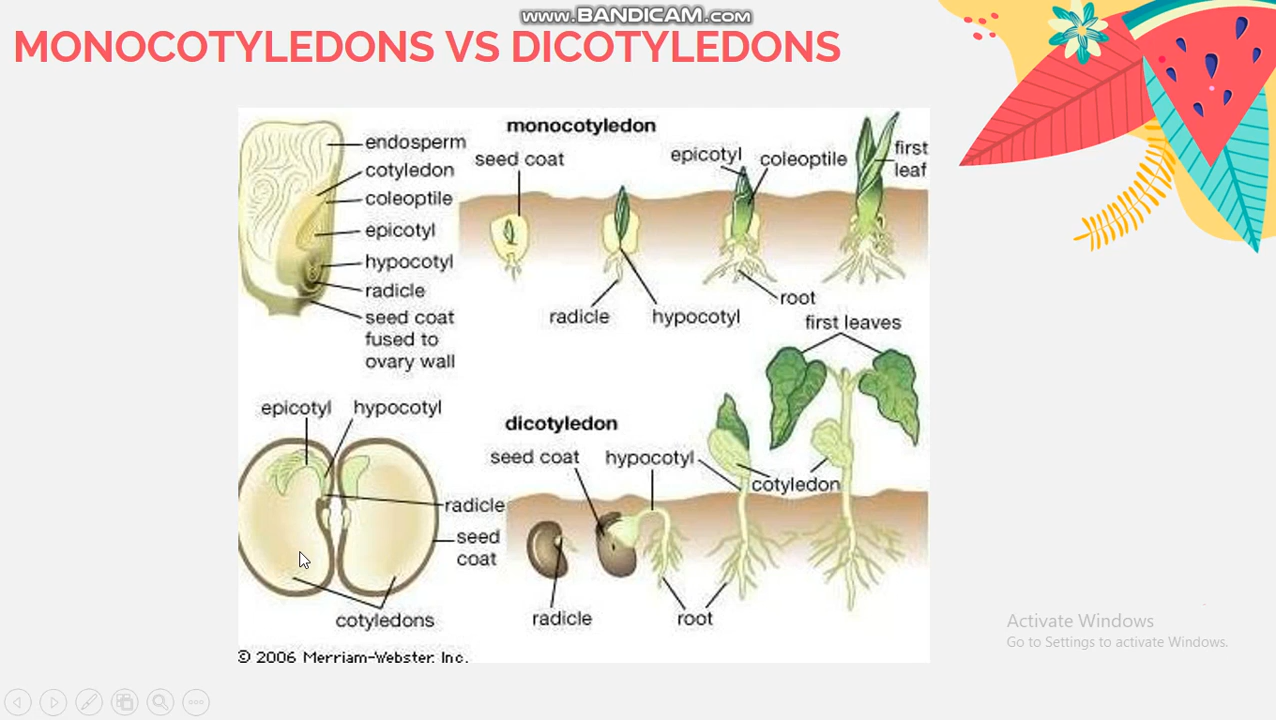 www.BANDICAM.com
MONOCOTYLEDONS VS DICOTYLEDONS
endosperm
cotyledon
coleoptile
epicotyl
hypocotyl
radicle
seed coat
fused to
ovary wall
monocotyledon
seed coat
epicotyl
coleoptile
first
leaf
radicle
hypocotyl
root
first leaves
epicotyl
hypocotyl
radicle
seed
coat
cotyledons
dicotyledon
seed coat
hypocotyl
cotyledon
radicle
root
© 2006 Merriam-Webster, Inc.
Activate Windows
Go to Settings to activate Windows.